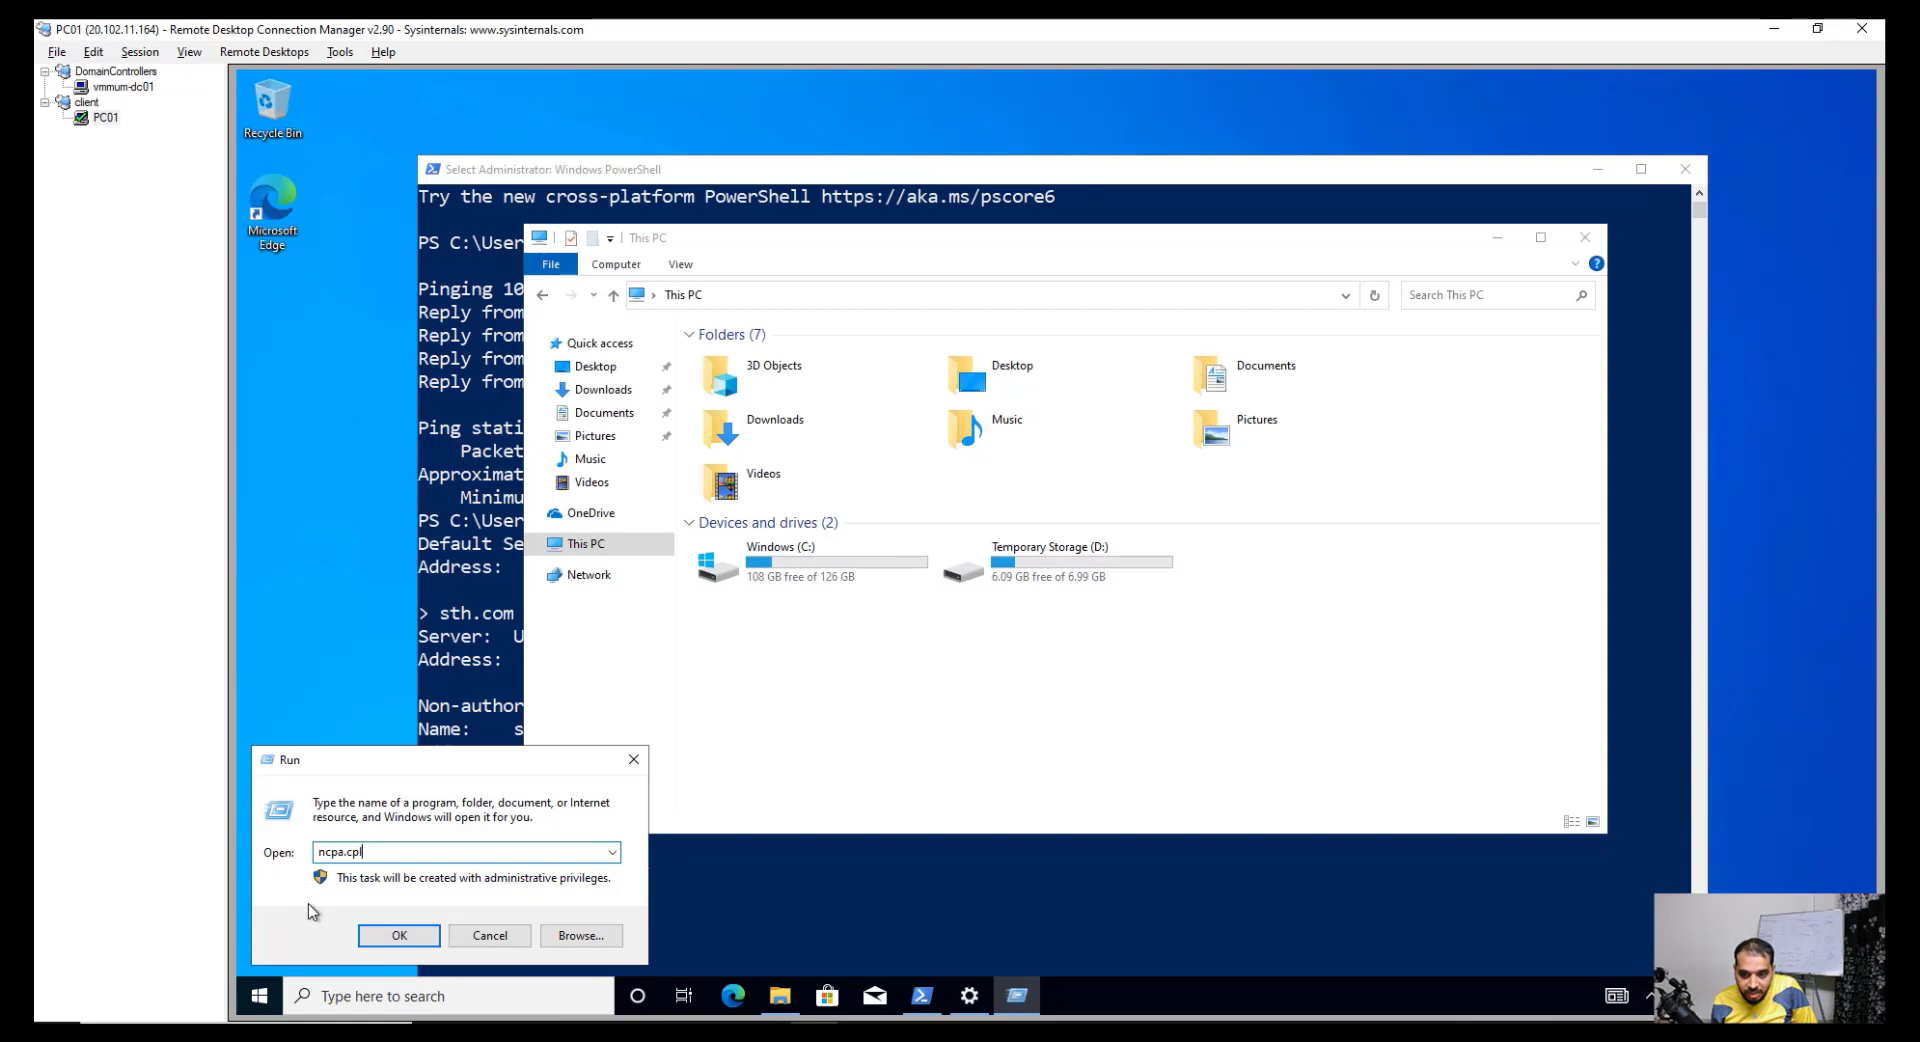 PC01 (20.102.11.164) - Remote Desktop Connection Manager v2.90 - Sysinternals: www.sysinternals.com
File Edit Session View Remote Desktops Tools Help
DomainControllers
vmmum-dc01
client
PC01
Recycle Bin
Microsoft
Edge
Select Administrator: Windows PowerShell
Try the new cross-platform PowerShell https://aka.ms/pscore6
PS C:\User
Pinging 10
Reply from
Reply from
Reply from
Reply from
Ping stati
Packet
Approximat
Minimu
PS C:\User
Default Se
Address:
> sth.com
Server: U
Address:
Non-author
Name: s
This PC
File Computer View
This PC
Search This PC
Quick access
Desktop
Downloads
Documents
Pictures
Music
Videos
OneDrive
This PC
Network
Folders (7)
3D Objects
Desktop
Documents
Downloads
Music
Pictures
Videos
Devices and drives (2)
Windows (C:)
108 GB free of 126 GB
Temporary Storage (D:)
6.09 GB free of 6.99 GB
Run
Type the name of a program, folder, document, or Internet
resource, and Windows will open it for you.
Open: ncpa.cpl
This task will be created with administrative privileges.
OK Cancel Browse...
Type here to search